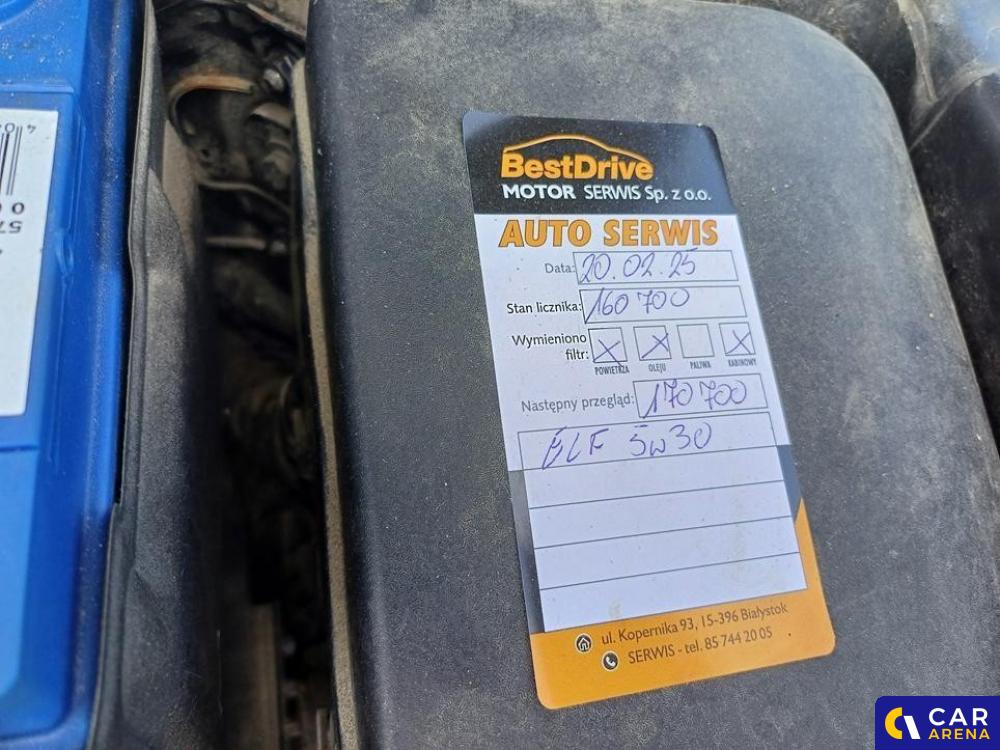 BestDrive
MOTOR SERWIS Sp. z o.o.
AUTO SERWIS
Data: 20.02.25
Stan licznika: 160 700
Wymieniono
filtr: X X X
POWIETRZA OLEJU PALIWA KABINOWY
Następny przegląd: 170 700
ELF 5w30
ul. Kopernika 93, 15-396 Białystok
SERWIS - tel. 85 744 20 05
CAR
ARENA